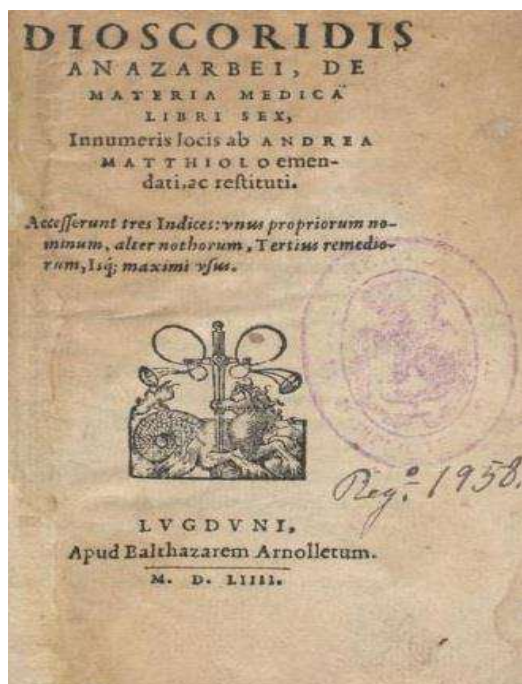 DIOSCORIDIS
ANAZARBEI, DE
MATERIA MEDICA
LIBRI SEX,
Innumeris locis ab ANDREA
MATTHIOLO emen-
dati, ac reſtituti.
Acceſſerunt tres Indices: vnus propriorum no-
minum, alter nothorum, Tertius remedio-
rum, Isq́; maximi vſus.
Reg.º 1958.
LVGDVNI,
Apud Balthazarem Arnolletum.
M. D. LIIII.